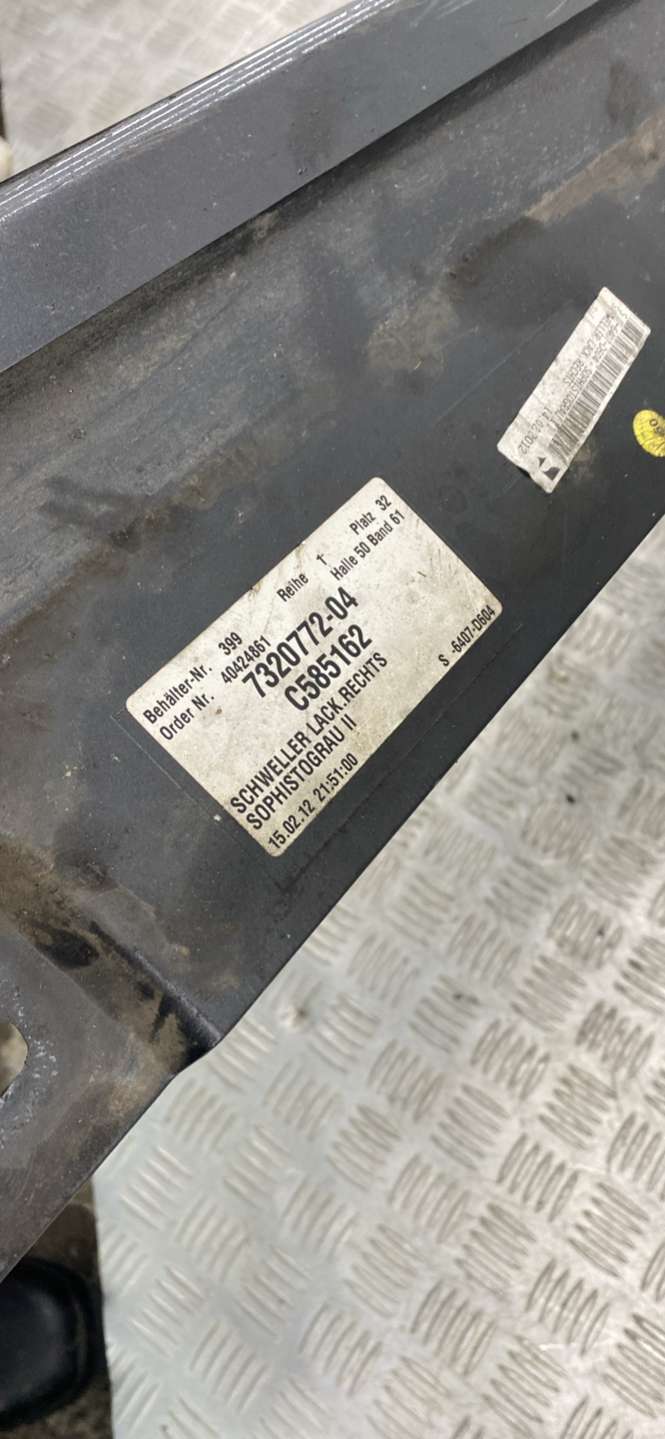 Behälter-Nr. 399 Reihe 1 Platz 32
Order Nr. 40424861 Halle 50 Band 61
7320772-04
C585162
SCHWELLER LACK.RECHTS
SOPHISTOGRAU II
15.02.12 21:51:00 S -6407-D604